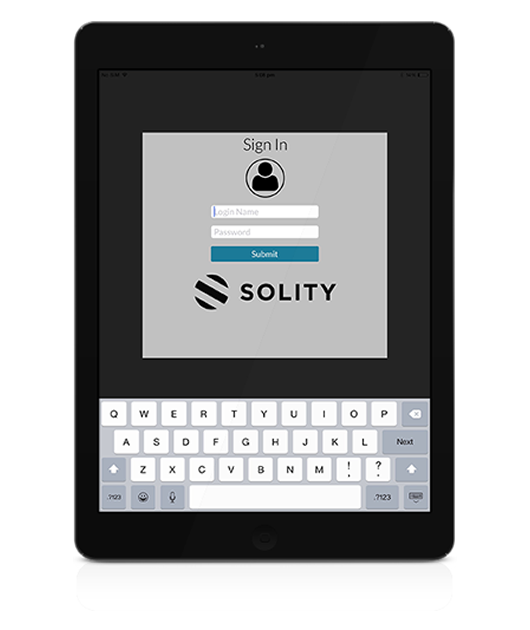 Sign In
Login Name
Password
Submit
SOLITY
Q W E R T Y U I O P
A S D F G H J K L Next
Z X C V B N M ! , ? .
.?123 .?123